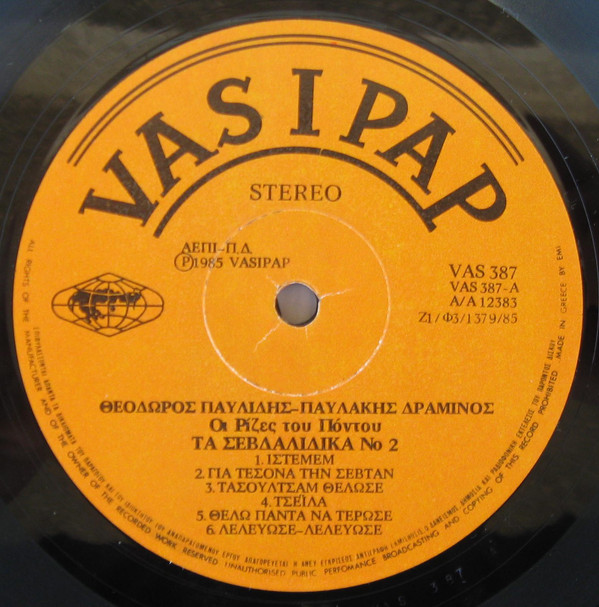 VASIPAP
STEREO
ΑΕΠΙ-Π.Δ.
Ⓟ1985 VASIPAP
VAS 387
VAS 387-A
A/A 12383
Z1/Φ3/1379/85
ΘΕΟΔΩΡΟΣ ΠΑΥΛΙΔΗΣ-ΠΑΥΛΑΚΗΣ ΔΡΑΜΙΝΟΣ
Οι Ρίζες του Πόντου
ΤΑ ΣΕΒΔΑΛΙΔΙΚΑ Νο 2
1. ΙΣΤΕΜΕΜ
2. ΓΙΑ ΤΕΣΟΝΑ ΤΗΝ ΣΕΒΤΑΝ
3. ΤΑΣΟΥΛΤΣΑΜ ΘΕΛΩΣΕ
4. ΤΣΕΪΛΑ
5. ΘΕΛΩ ΠΑΝΤΑ ΝΑ ΤΕΡΩΣΕ
6. ΛΕΛΕΥΩΣΕ-ΛΕΛΕΥΩΣΕ
ALL RIGHTS OF THE MANUFACTURER AND OF THE OWNER OF THE RECORDED WORK RESERVED UNAUTHORISED PUBLIC PERFOMANCE BROADCASTING AND COPYING OF THIS RECORD PROHIBITED MADE IN GREECE BY EMI